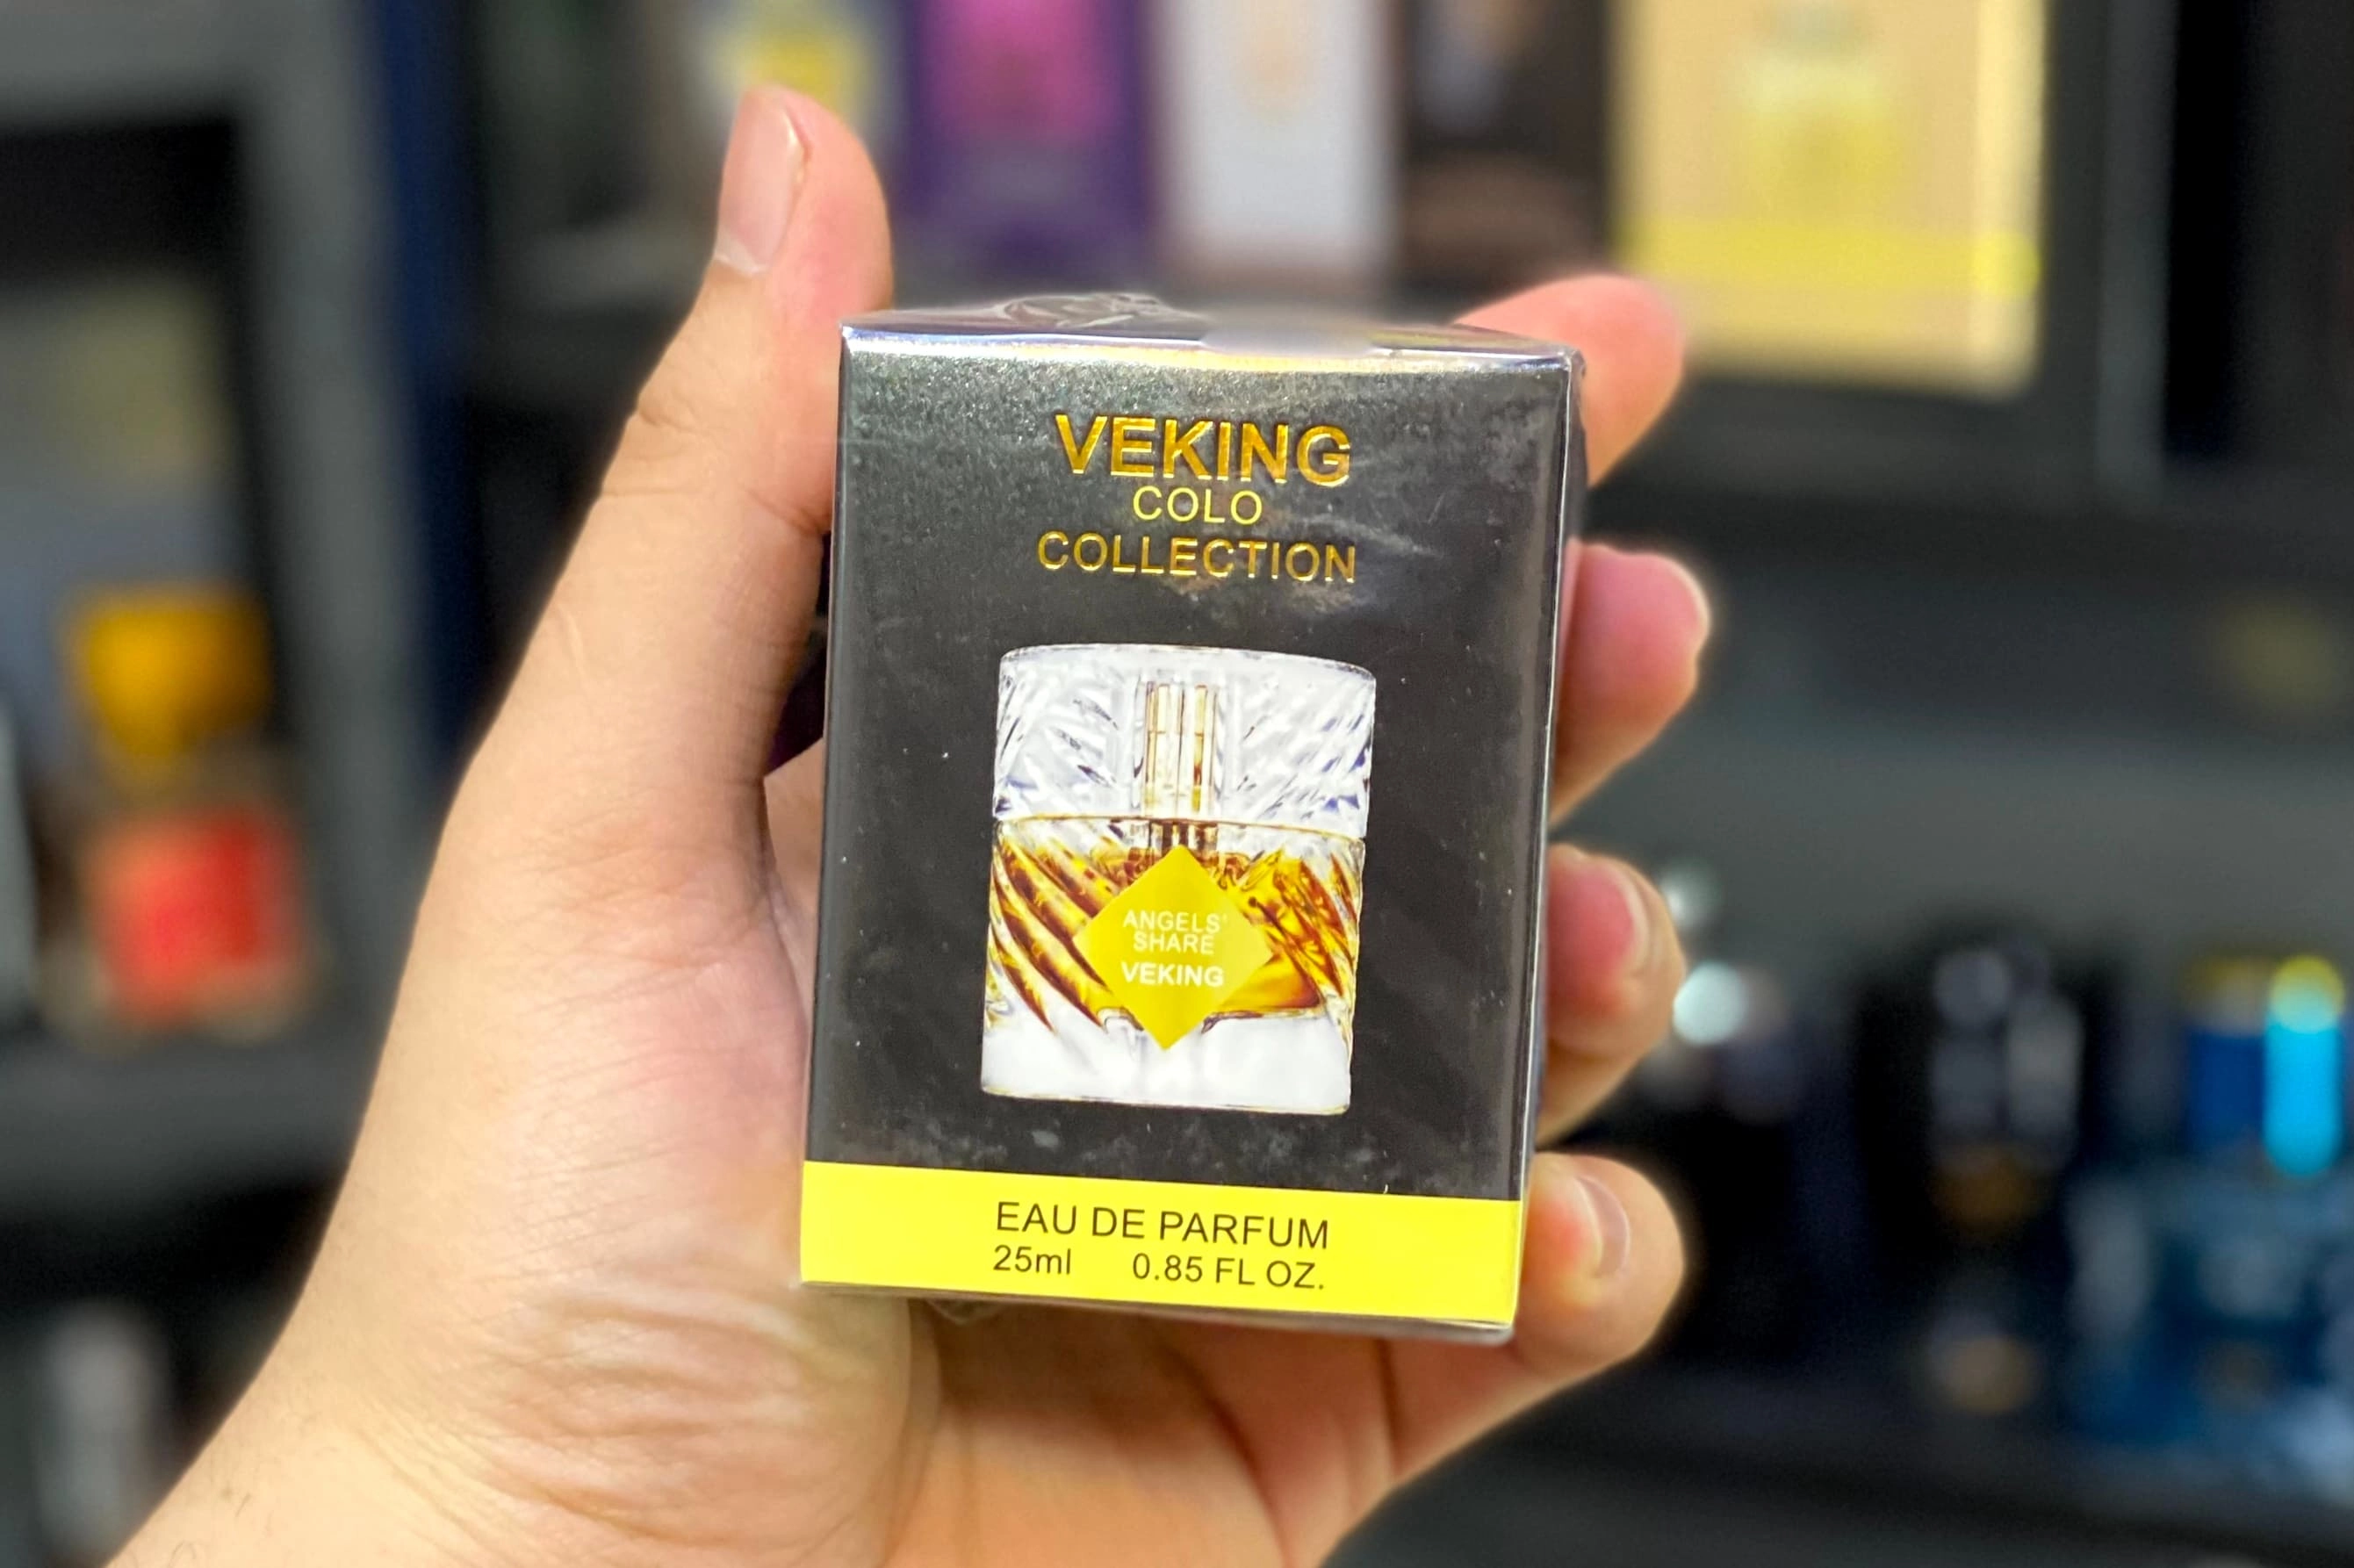 VEKING
COLO
COLLECTION
ANGELS'
SHARE
VEKING
EAU DE PARFUM
25ml 0.85 FL OZ.